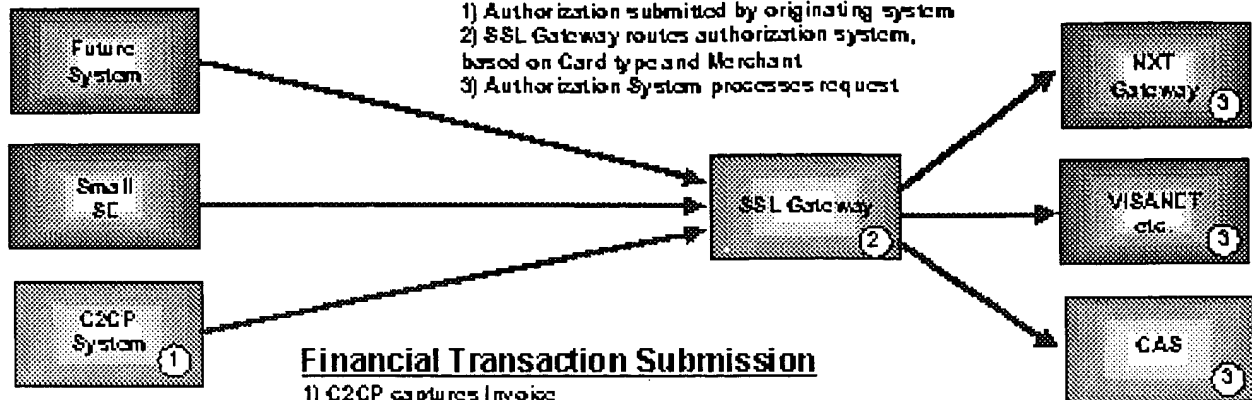 1) Authorization submitted by originating system
2) SSL Gateway routes authorization system,
based on Card type and Merchant
3) Authorization System processes request
Future
System
NXT
Gateway
3
Small
SE
SSL Gateway
2
VISANET
etc
3
C2CP
System
1
CAS
3
Financial Transaction Submission
1) C2CP captures Invoice